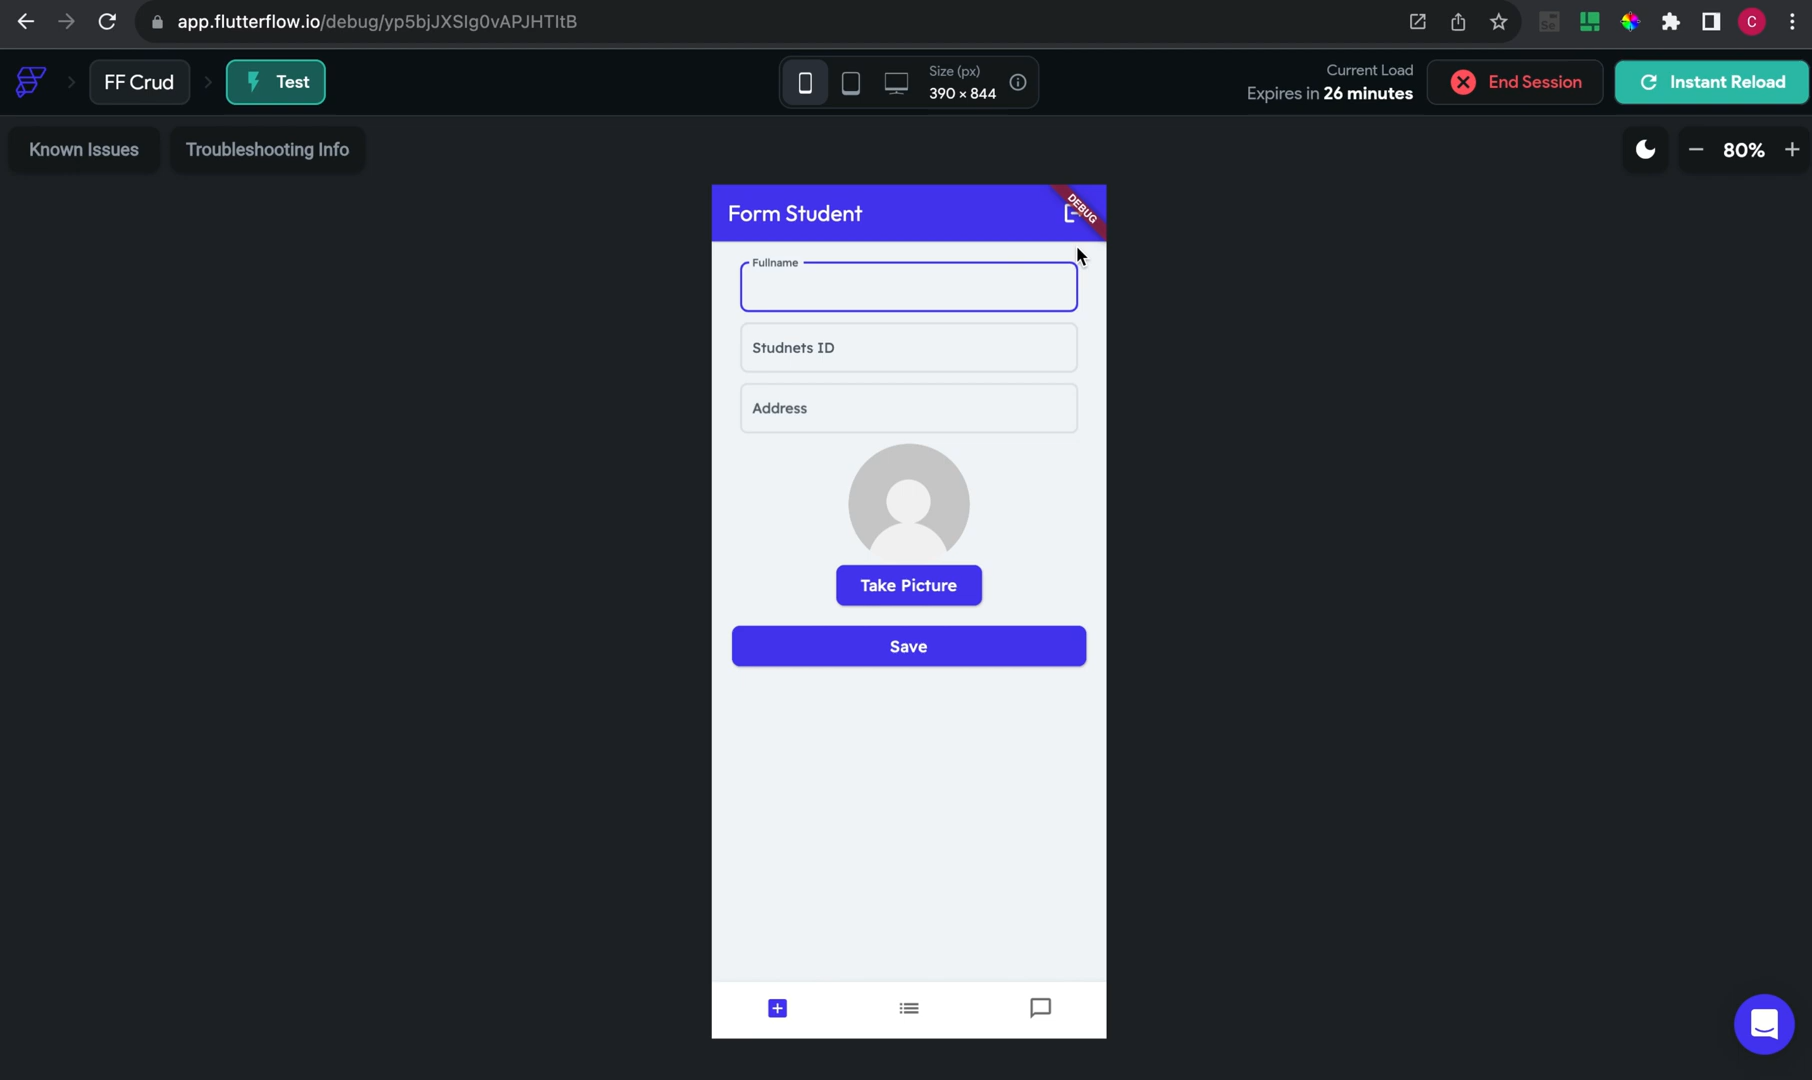 app.flutterflow.io/debug/yp5bjJXSIg0vAPJHTItB
C
FF Crud
Test
Size (px)
390 × 844
Current Load
Expires in 26 minutes
End Session
Instant Reload
Known Issues
Troubleshooting Info
80%
Form Student
DEBUG
Fullname
Studnets ID
Address
Take Picture
Save